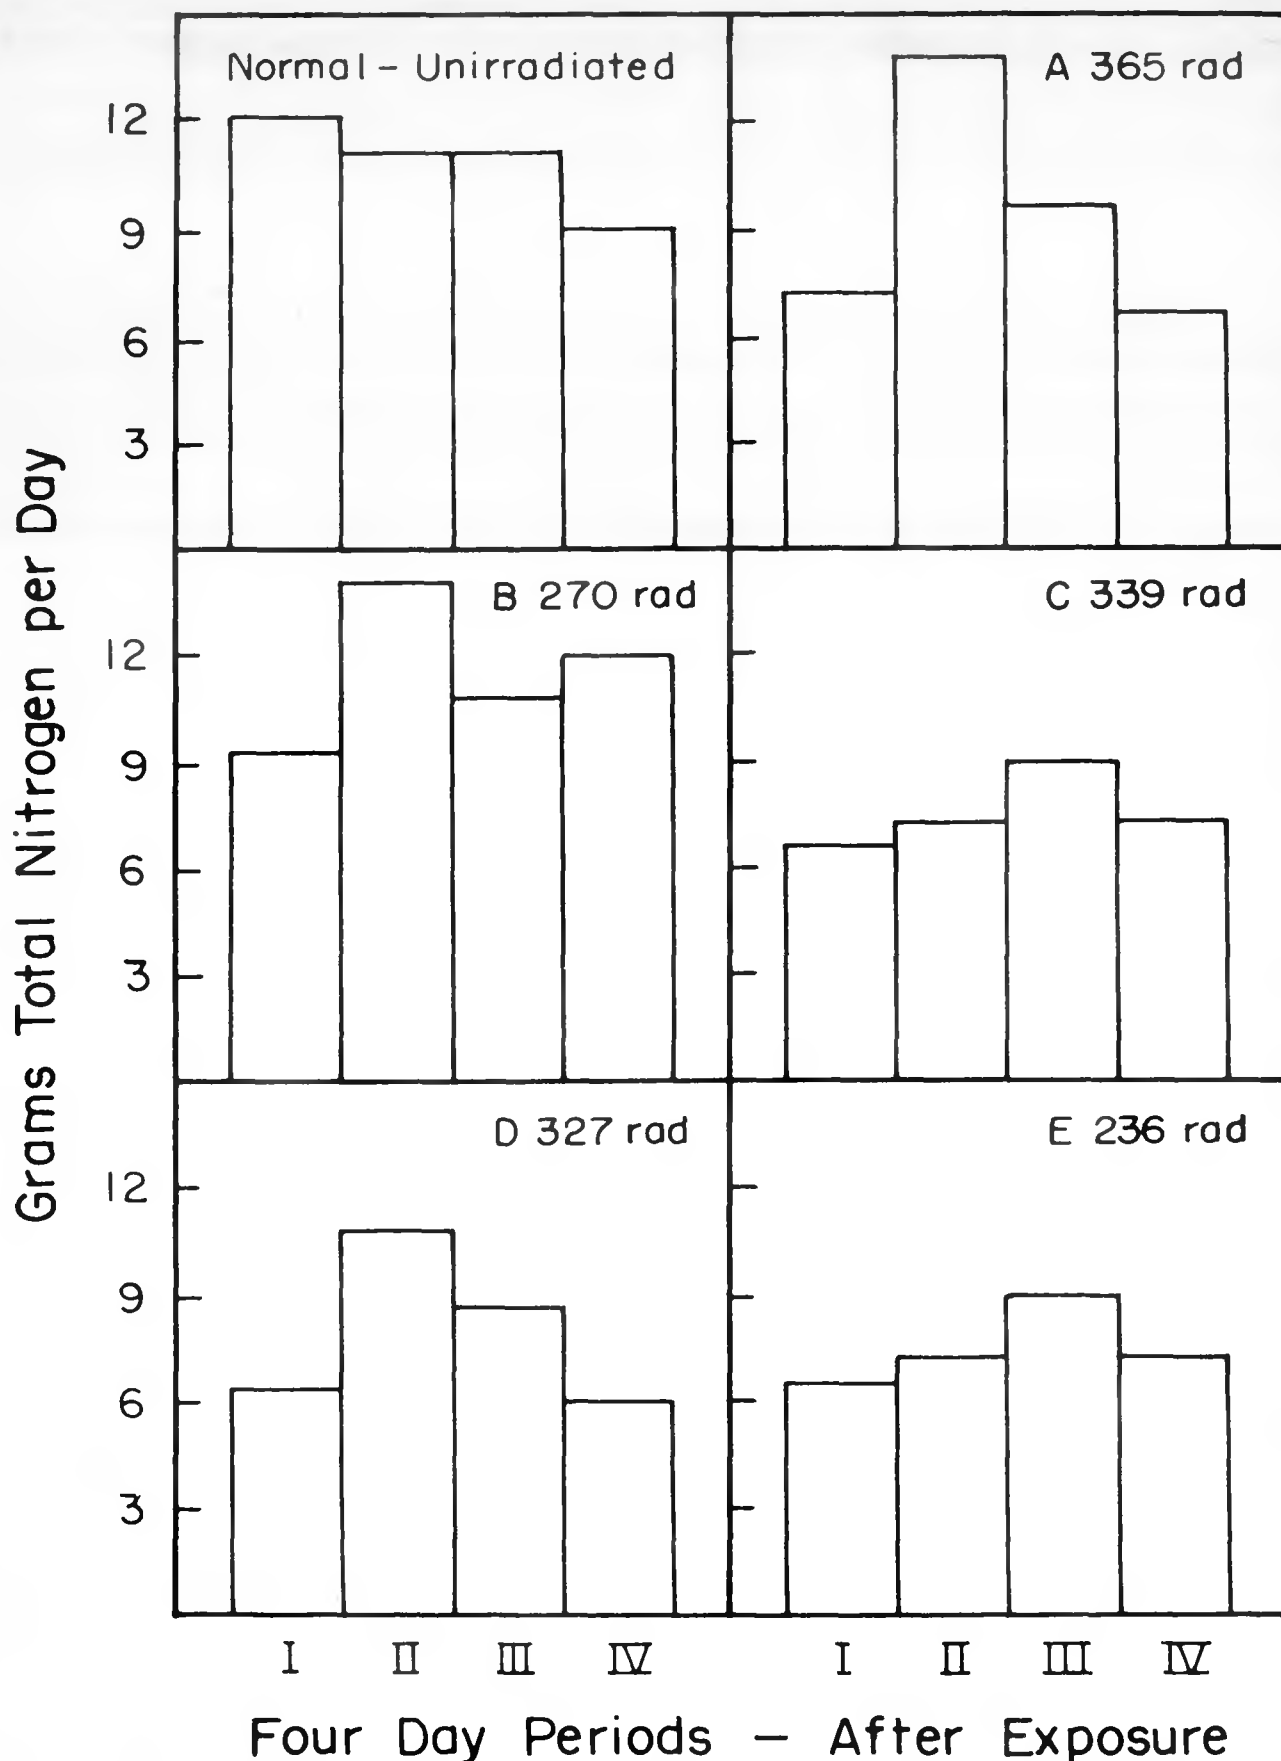 Grams Total Nitrogen per Day
Normal - Unirradiated
A 365 rad
12
9
6
3
B 270 rad
C 339 rad
12
9
6
3
D 327 rad
E 236 rad
12
9
6
3
I II III IV I II III IV
Four Day Periods - After Exposure